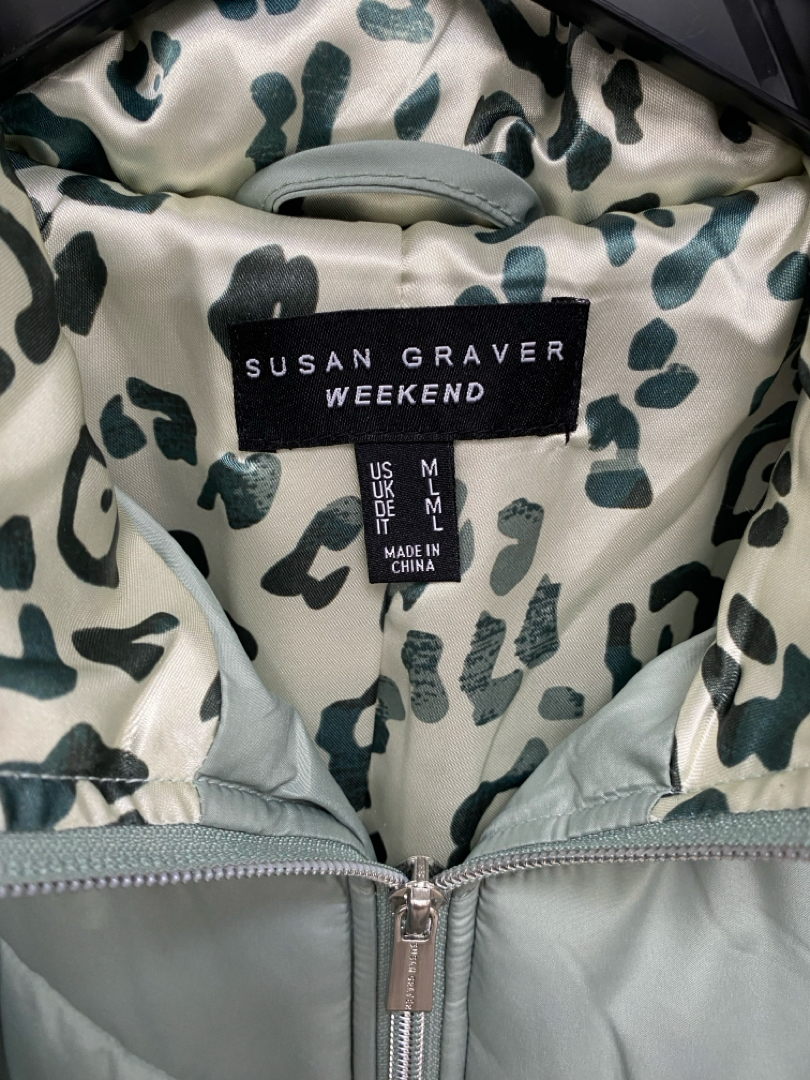 SUSAN GRAVER
WEEKEND
US M
UK L
DE M
IT L
MADE IN
CHINA